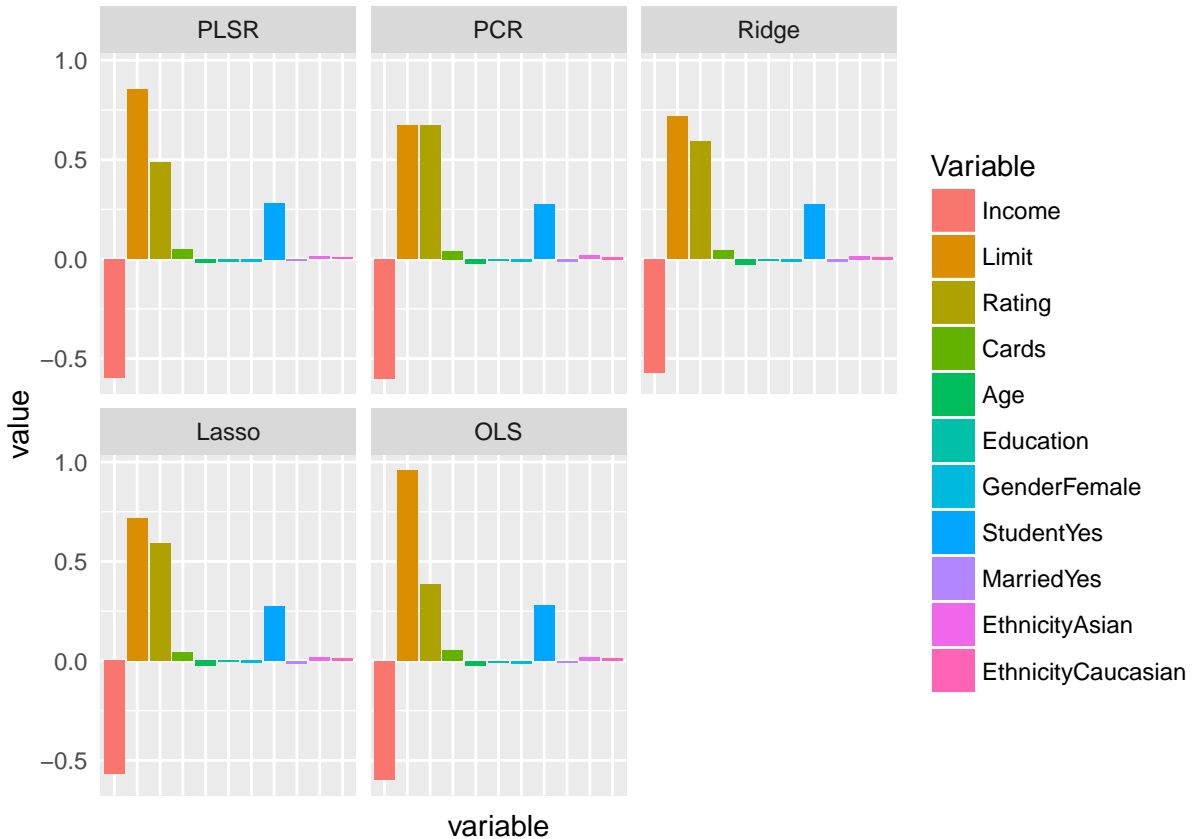 PLSR PCR Ridge
1.0
0.5
0.0
−0.5
Lasso OLS
1.0
0.5
0.0
−0.5
value
variable
Variable
Income
Limit
Rating
Cards
Age
Education
GenderFemale
StudentYes
MarriedYes
EthnicityAsian
EthnicityCaucasian